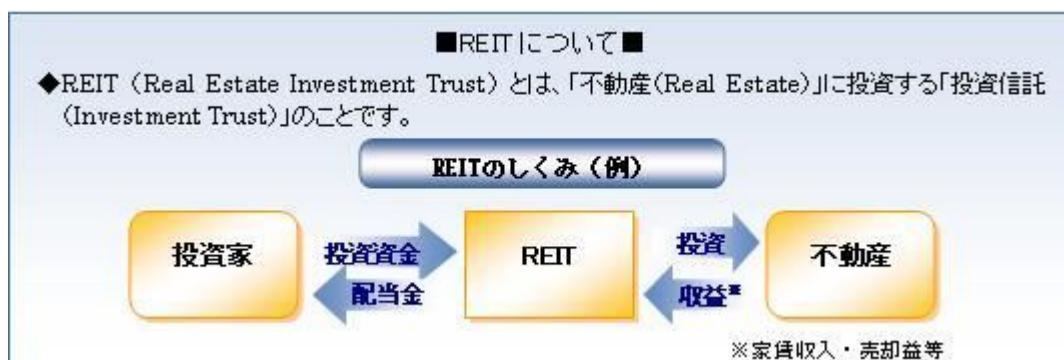 ■REITについて■
◆REIT（Real Estate Investment Trust）とは、「不動産(Real Estate)」に投資する「投資信託
(Investment Trust)」のことです。
REITのしくみ（例）
投資家
投資資金
配当金
REIT
投資
収益※
不動産
※家賃収入・売却益等